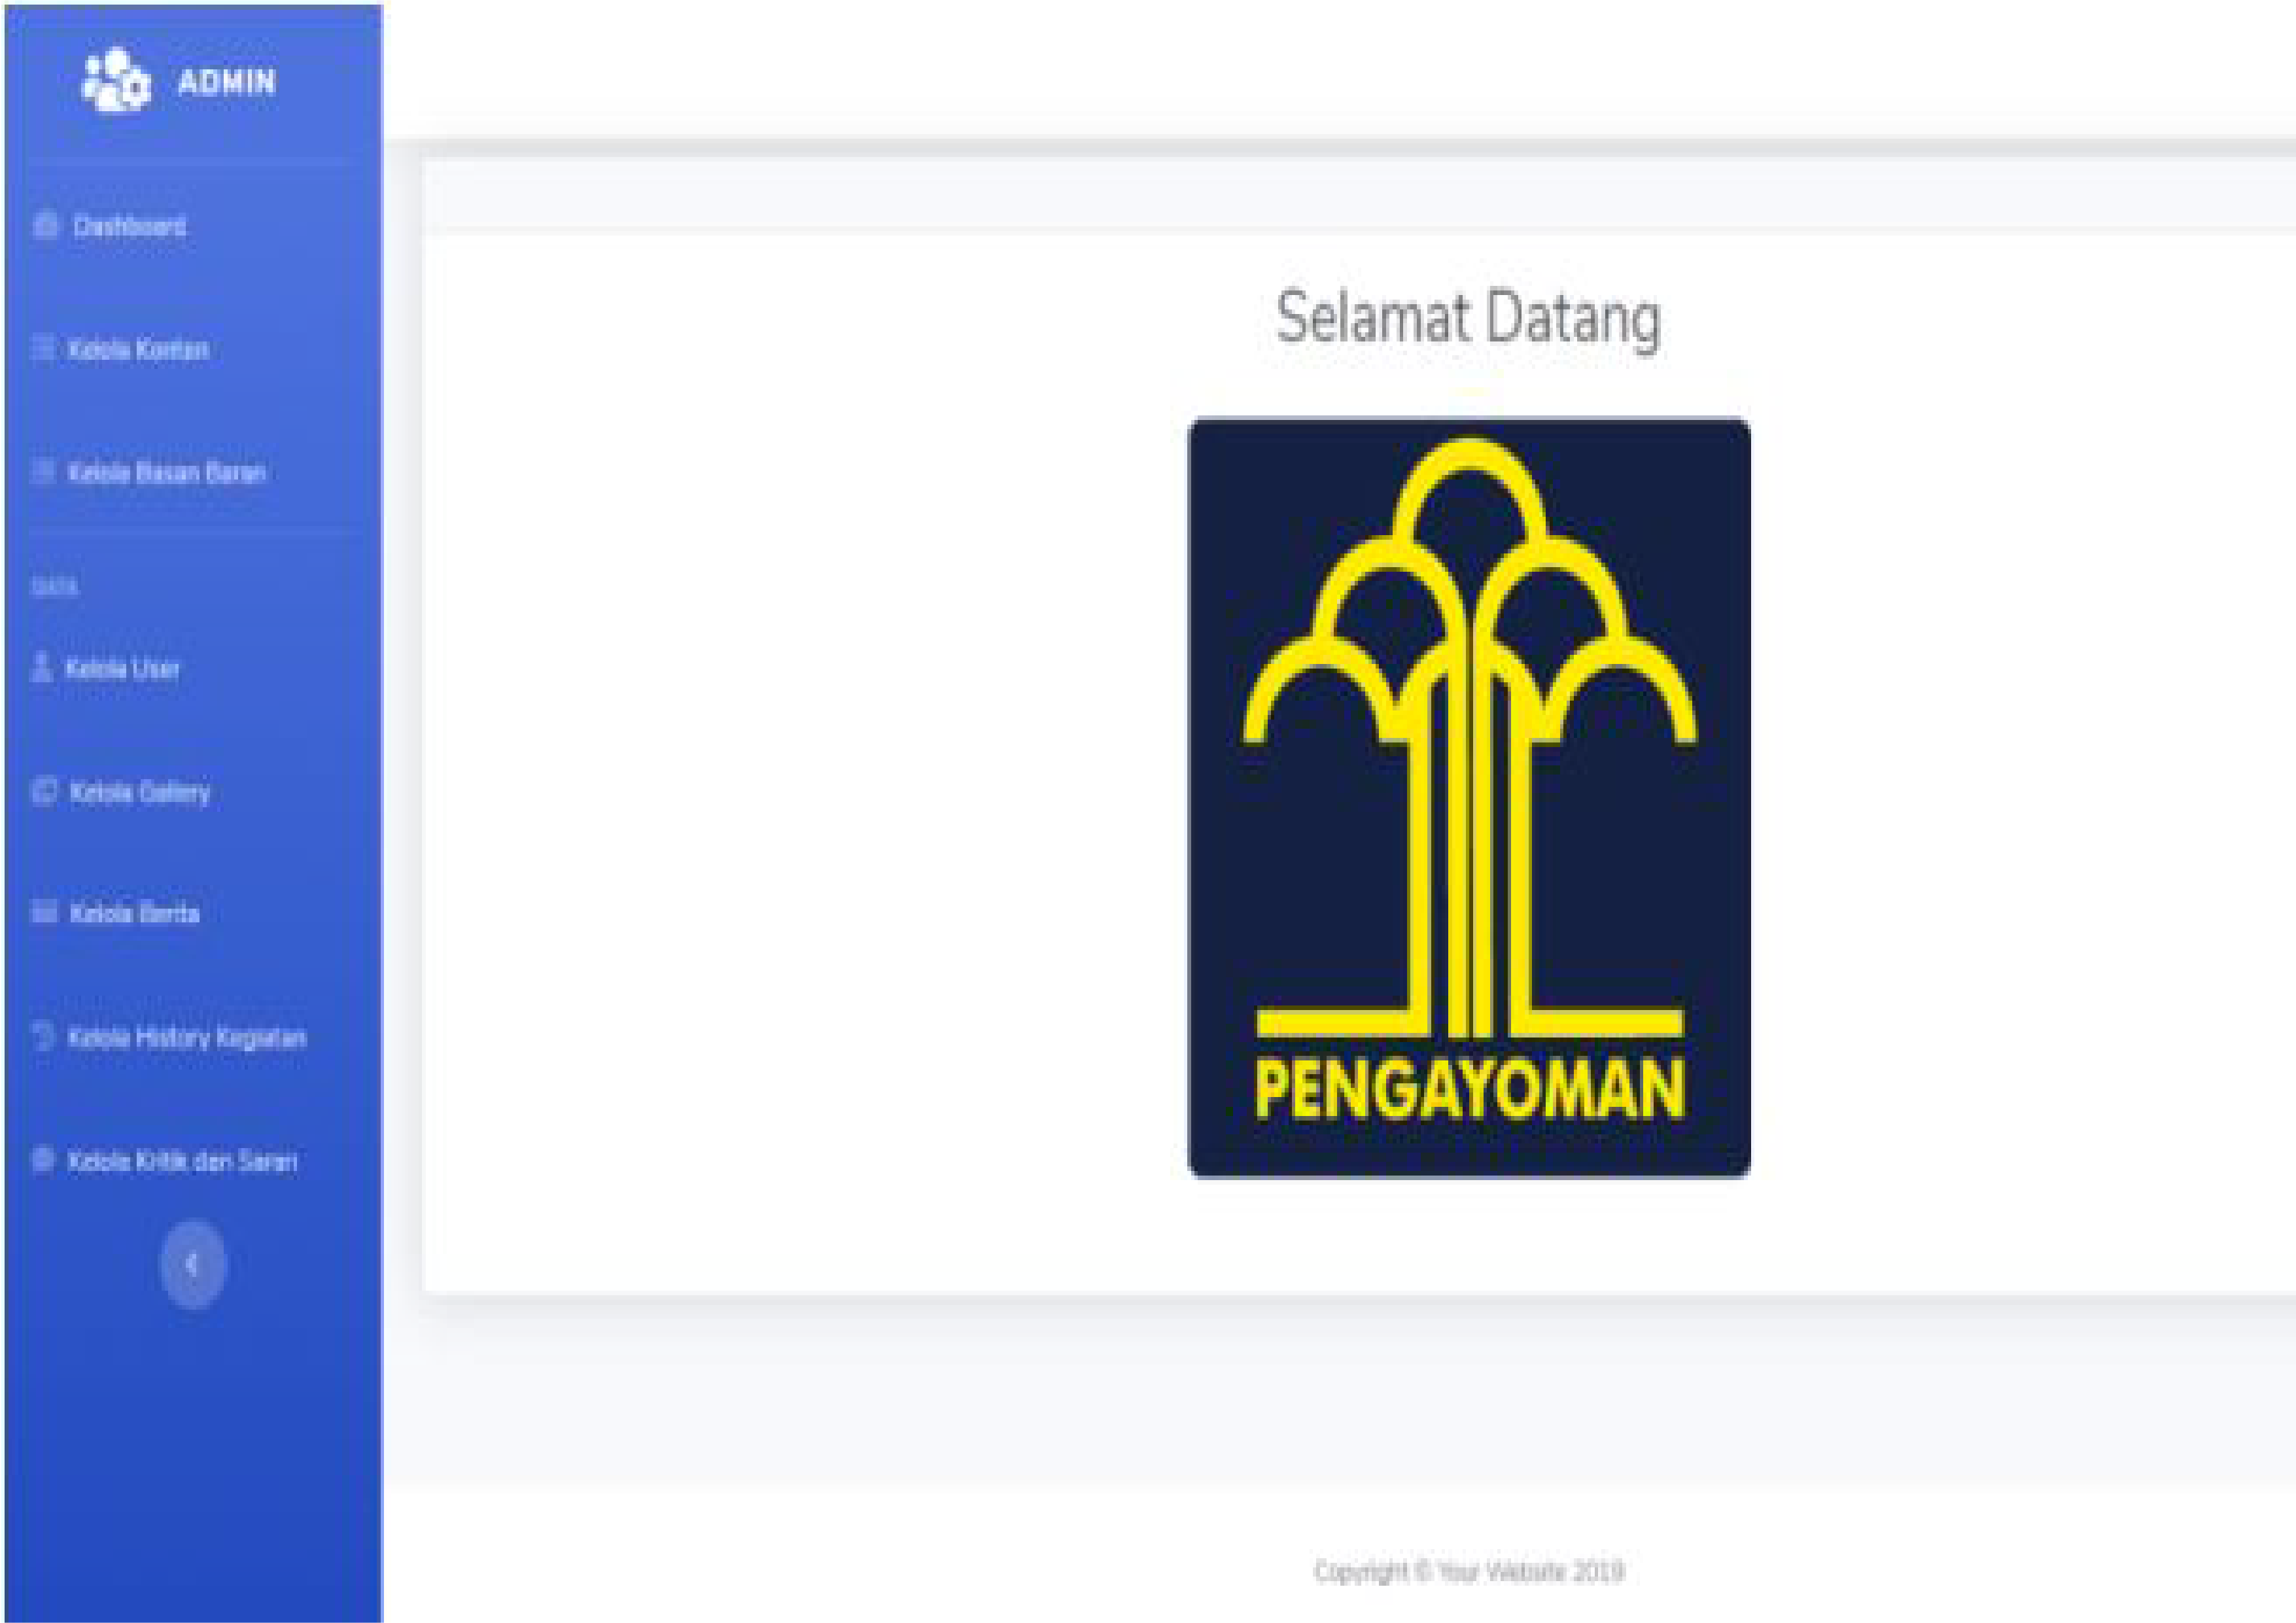 ADMIN
Dashboard
Kelola Konten
Kelola Basan Baran
DATA
Kelola User
Kelola Gallery
Kelola Berita
Kelola History Kegiatan
Kelola Kritik dan Saran
Selamat Datang
PENGAYOMAN
Copyright © Your Website 2019